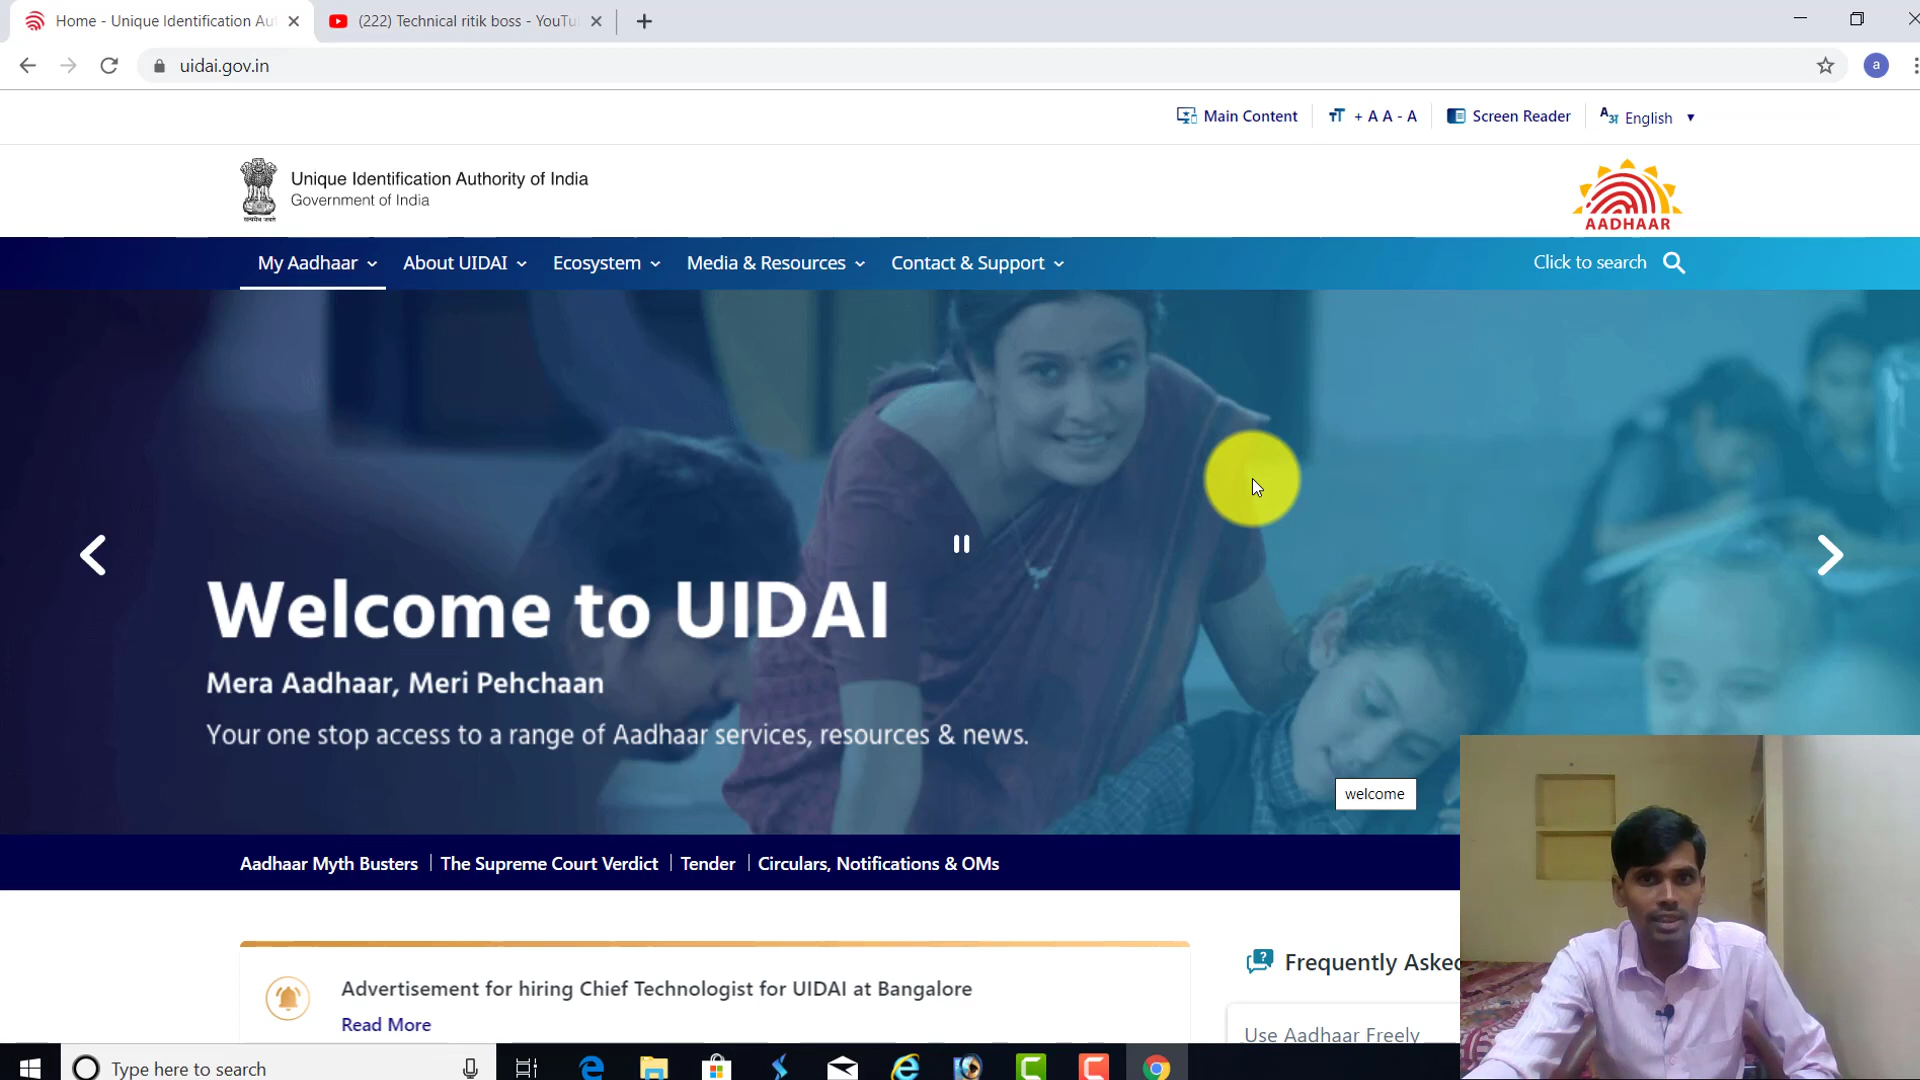 Home - Unique Identification Au
(222) Technical ritik boss - YouTu
uidai.gov.in
a
Main Content
TT + A A - A
Screen Reader
English
Unique Identification Authority of India
Government of India
AADHAAR
My Aadhaar
About UIDAI
Ecosystem
Media & Resources
Contact & Support
Click to search
Welcome to UIDAI
Mera Aadhaar, Meri Pehchaan
Your one stop access to a range of Aadhaar services, resources & news.
welcome
Aadhaar Myth Busters
The Supreme Court Verdict
Tender
Circulars, Notifications & OMs
Advertisement for hiring Chief Technologist for UIDAI at Bangalore
Read More
Frequently Aske
Use Aadhaar Freely
Type here to search